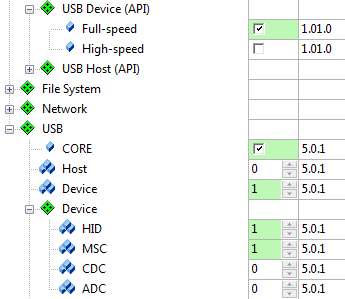 USB Device (API)
Full-speed 1.01.0
High-speed 1.01.0
USB Host (API)
File System
Network
USB
CORE 5.0.1
Host 0 5.0.1
Device 1 5.0.1
Device
HID 1 5.0.1
MSC 1 5.0.1
CDC 0 5.0.1
ADC 0 5.0.1